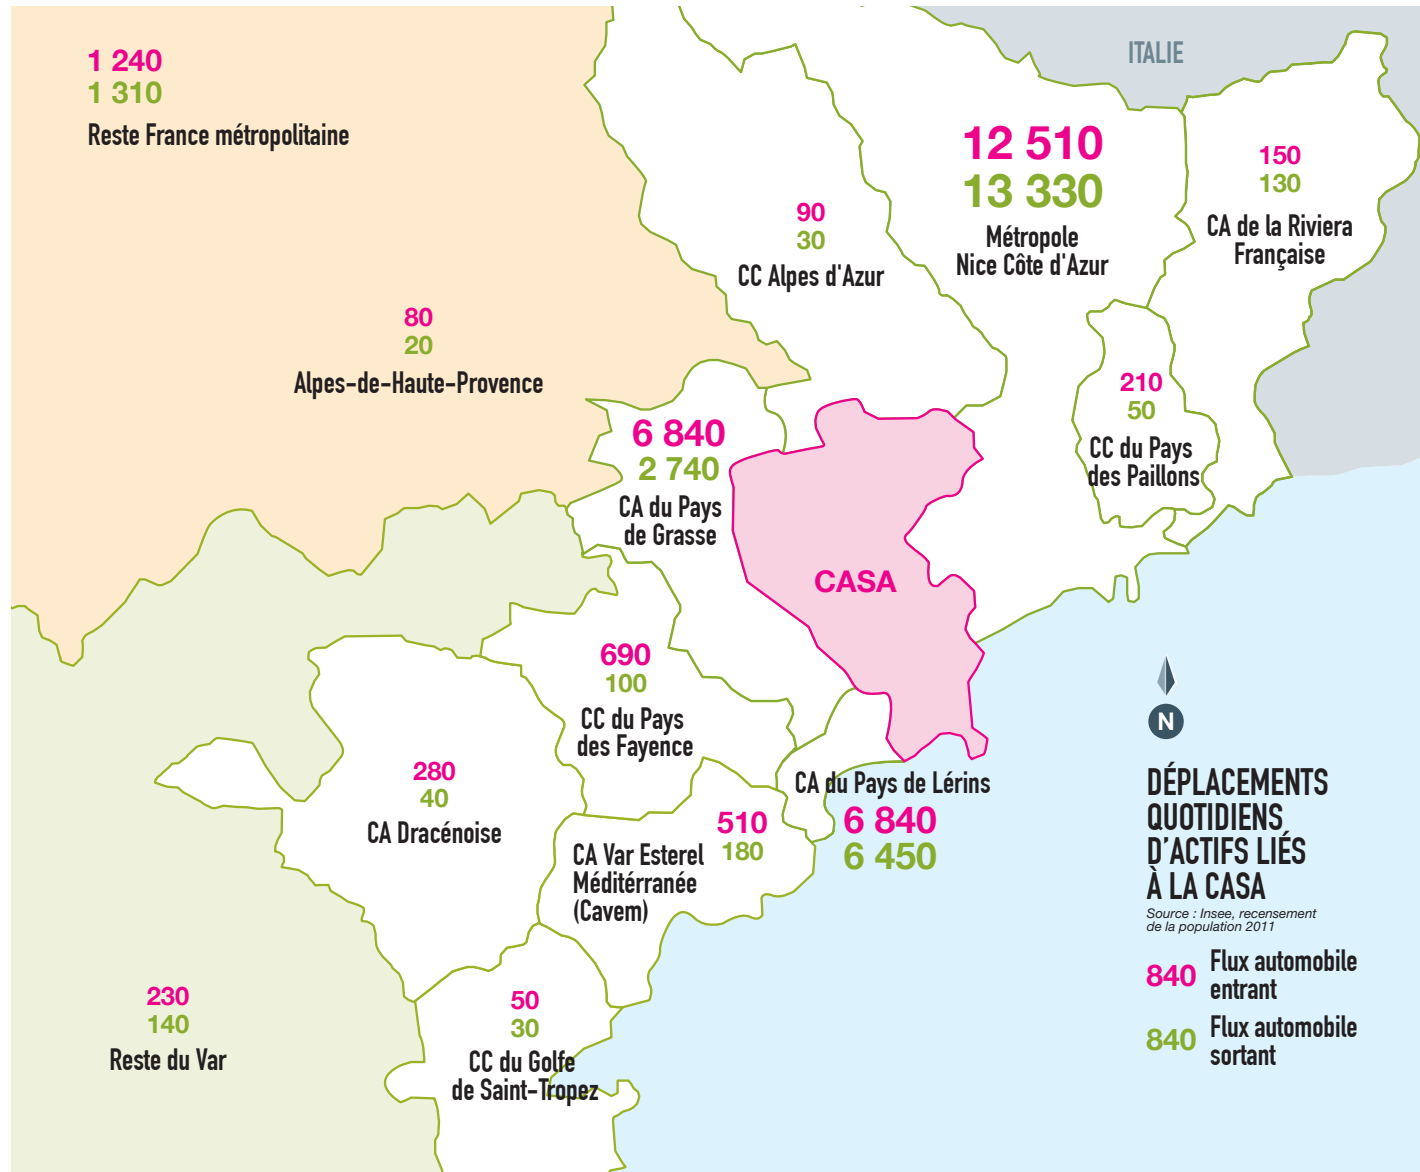 1 240
1 310
Reste France métropolitaine
ITALIE
12 510
13 330
Métropole
Nice Côte d'Azur
150
130
CA de la Riviera
Française
90
30
CC Alpes d'Azur
80
20
Alpes-de-Haute-Provence
210
50
CC du Pays
des Paillons
6 840
2 740
CA du Pays
de Grasse
CASA
690
100
CC du Pays
des Fayence
280
40
CA Dracénoise
510
180
CA Var Esterel
Méditérranée
(Cavem)
CA du Pays de Lérins
6 840
6 450
230
140
Reste du Var
50
30
CC du Golfe
de Saint-Tropez
N
DÉPLACEMENTS
QUOTIDIENS
D'ACTIFS LIÉS
À LA CASA
Source : Insee, recensement
de la population 2011
840 Flux automobile
entrant
840 Flux automobile
sortant